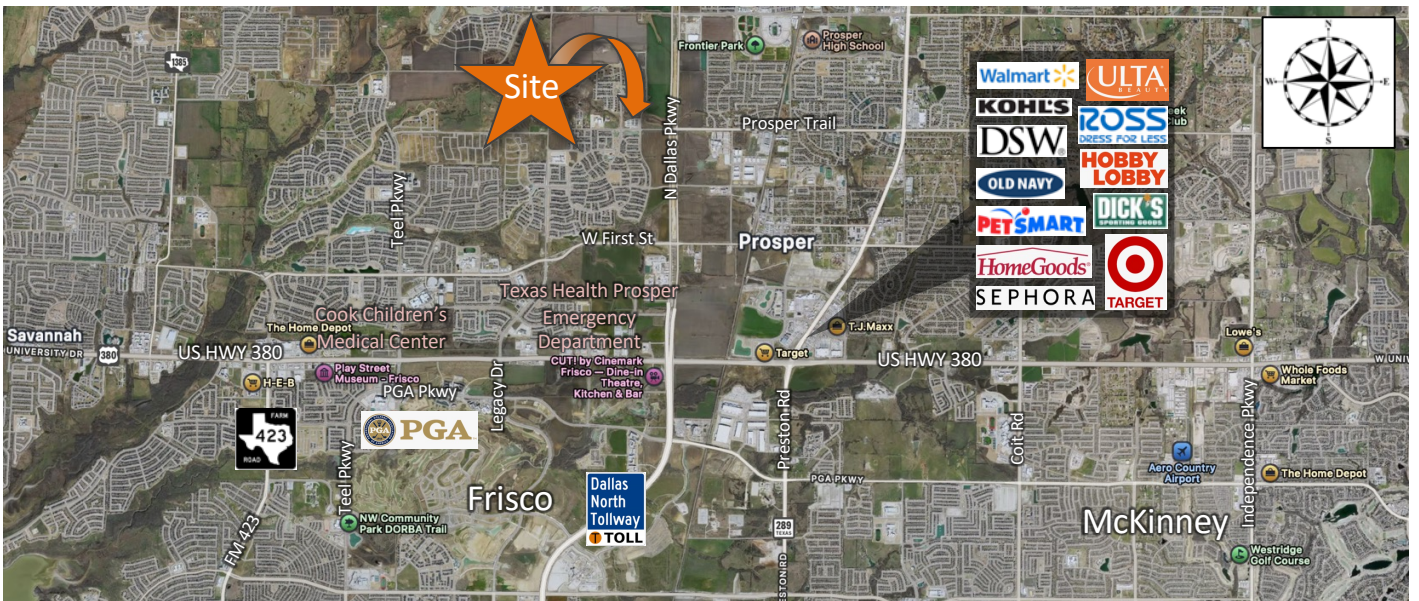 1385
Site
Frontier Park
Prosper
High School
N
W
E
S
Walmart
ULTA
BEAUTY
KOHL'S
ROSS
DRESS FOR LESS
DSW
HOBBY
LOBBY
OLD NAVY
DICK'S
SPORTING GOODS
PETSMART
HomeGoods
SEPHORA
TARGET
Prosper Trail
N Dallas Pkwy
Teel Pkwy
W First St
Prosper
Texas Health Prosper
Emergency
Department
Cook Children's
Medical Center
The Home Depot
Savannah
UNIVERSITY DR
380
US HWY 380
T.J.Maxx
Target
US HWY 380
Lowe's
W UNIV
Whole Foods
Market
H-E-B
Play Street
Museum - Frisco
PGA Pkwy
Legacy Dr
CUT! by Cinemark
Frisco — Dine-in
Theatre,
Kitchen & Bar
FARM
423
ROAD
PGA
Preston Rd
Coit Rd
Independence Pkwy
Aero Country
Airport
The Home Depot
PGA PKWY
Teel Pkwy
Frisco
Dallas
North
Tollway
TOLL
NW Community
Park DORBA Trail
FM 423
289
TEXAS
McKinney
Westridge
Golf Course
ESTON RD